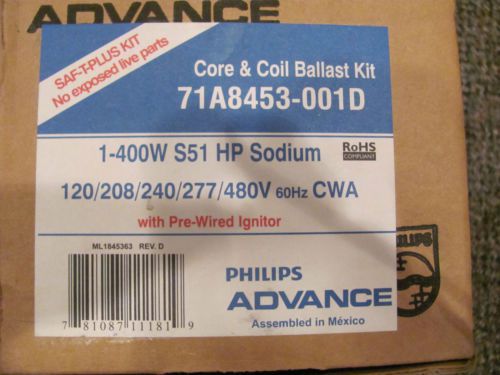 ADVANCE
SAF-T-PLUS KIT
No exposed live parts
Core & Coil Ballast Kit
71A8453-001D
1-400W S51 HP Sodium
RoHS
COMPLIANT
120/208/240/277/480V 60Hz CWA
with Pre-Wired Ignitor
ML1845363 REV. D
7 81087 11181 9
PHILIPS
ADVANCE
Assembled in México
PHILIPS